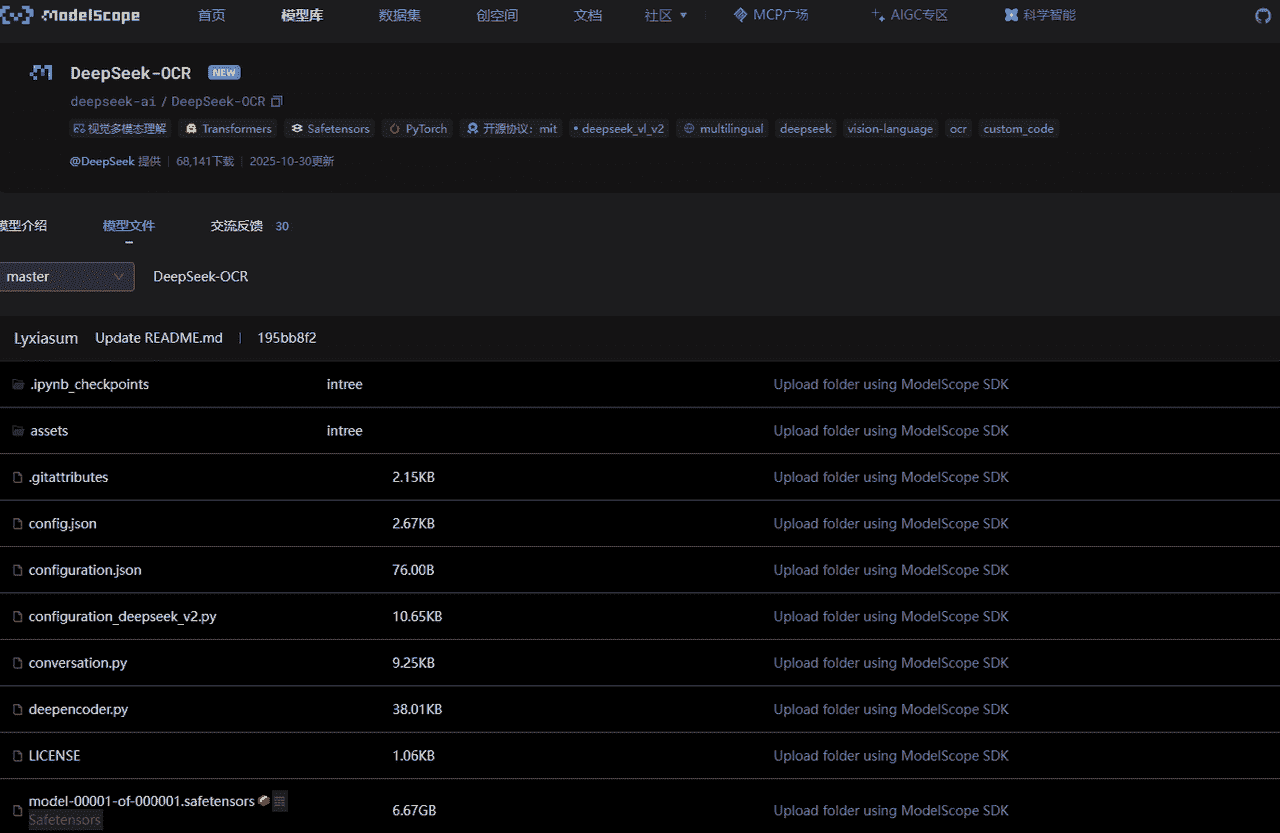 ModelScope 首页 模型库 数据集 创空间 文档 社区 MCP广场 AIGC专区 科学智能
DeepSeek-OCR NEW
deepseek-ai / DeepSeek-OCR
视觉多模态理解 Transformers Safetensors PyTorch 开源协议：mit deepseek_vl_v2 multilingual deepseek vision-language ocr custom_code
@DeepSeek 提供 68,141下载 2025-10-30更新
模型介绍 模型文件 交流反馈 30
master DeepSeek-OCR
Lyxiasum Update README.md | 195bb8f2
.ipynb_checkpoints intree Upload folder using ModelScope SDK
assets intree Upload folder using ModelScope SDK
.gitattributes 2.15KB Upload folder using ModelScope SDK
config.json 2.67KB Upload folder using ModelScope SDK
configuration.json 76.00B Upload folder using ModelScope SDK
configuration_deepseek_v2.py 10.65KB Upload folder using ModelScope SDK
conversation.py 9.25KB Upload folder using ModelScope SDK
deepencoder.py 38.01KB Upload folder using ModelScope SDK
LICENSE 1.06KB Upload folder using ModelScope SDK
model-00001-of-000001.safetensors 6.67GB Upload folder using ModelScope SDK
Safetensors